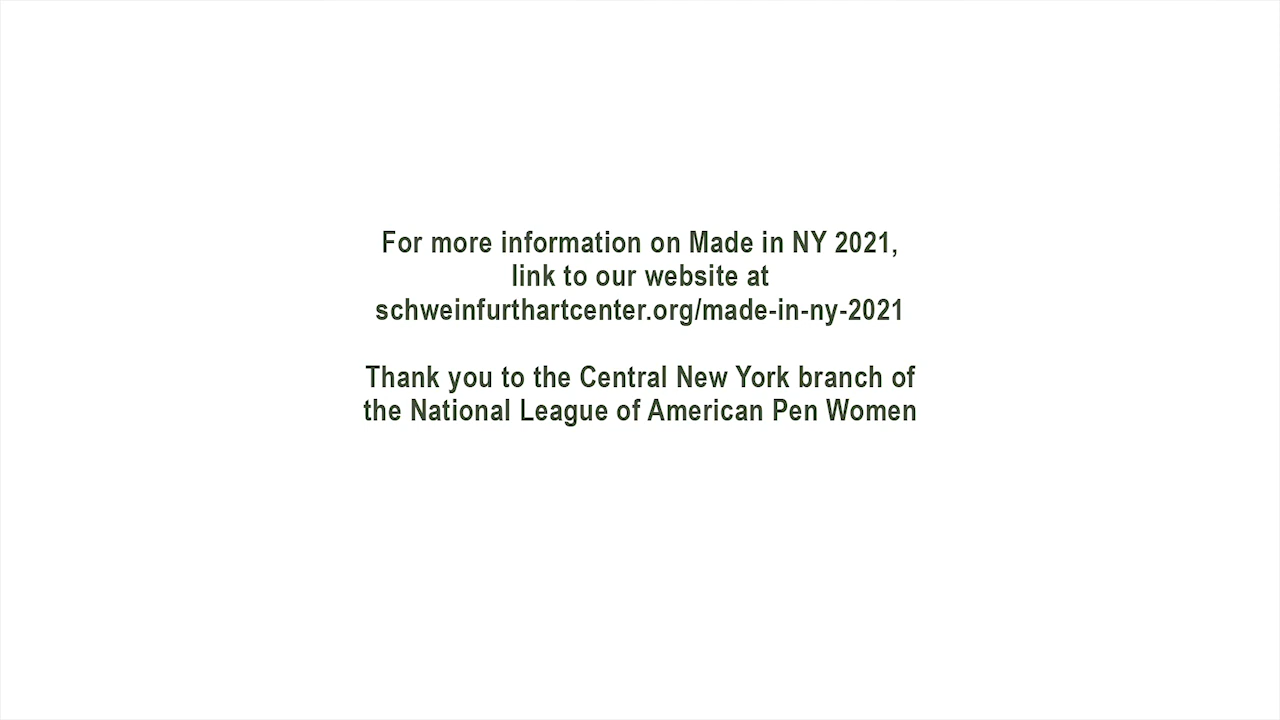 For more information on Made in NY 2021,
link to our website at
schweinfurthartcenter.org/made-in-ny-2021
Thank you to the Central New York branch of
the National League of American Pen Women